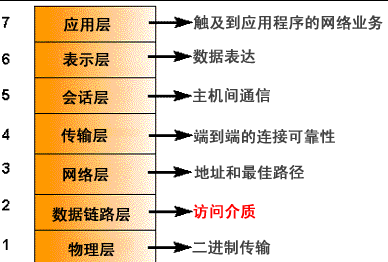 7 应用层 触及到应用程序的网络业务
6 表示层 数据表达
5 会话层 主机间通信
4 传输层 端到端的连接可靠性
3 网络层 地址和最佳路径
2 数据链路层 访问介质
1 物理层 二进制传输